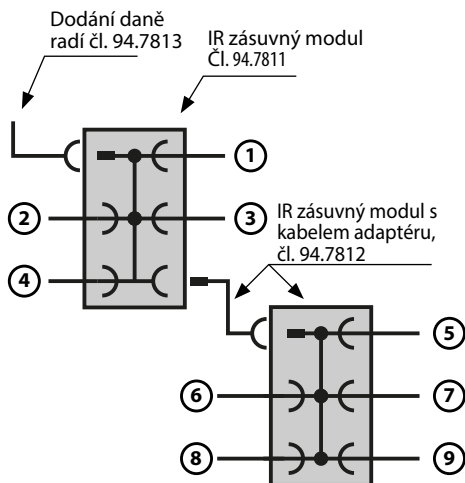 Dodání daně
radí čl. 94.7813
IR zásuvný modul
Čl. 94.7811
1
2
3
IR zásuvný modul s
kabelem adaptéru,
čl. 94.7812
4
5
6
7
8
9